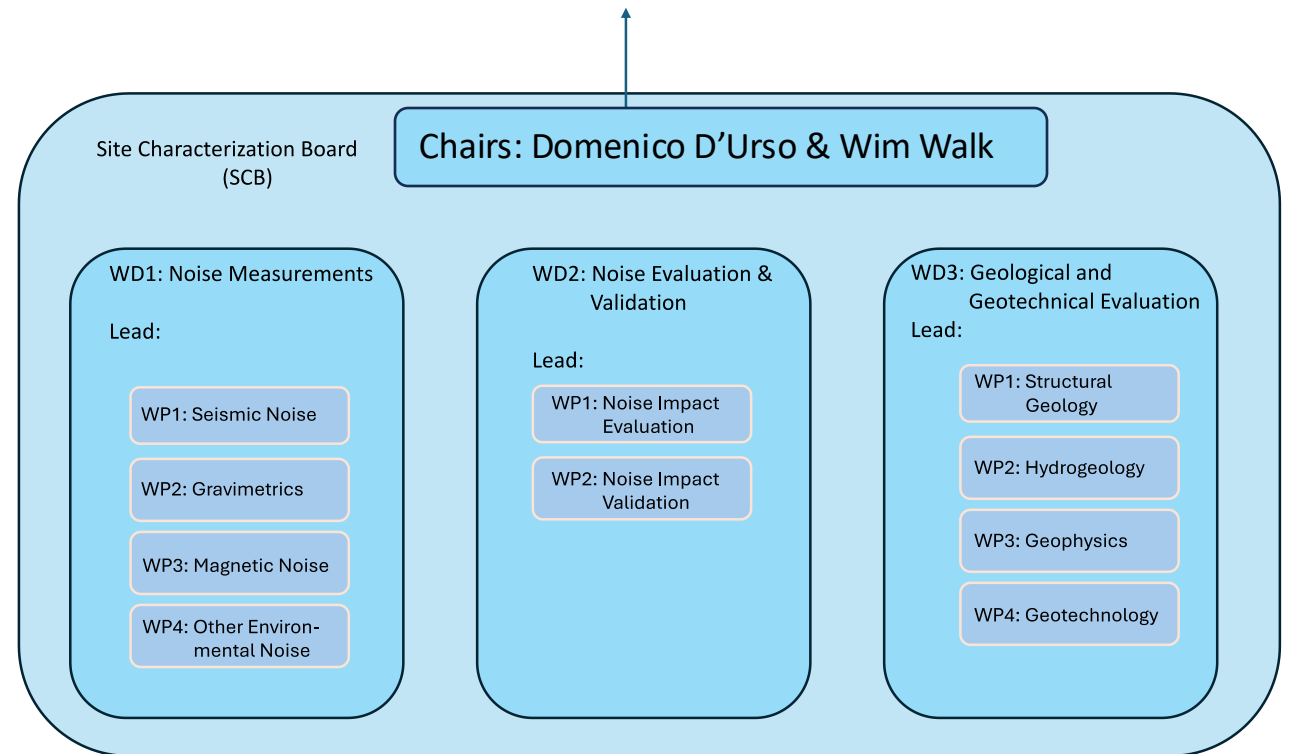 Site Characterization Board
(SCB)
Chairs: Domenico D’Urso & Wim Walk
WD1: Noise Measurements
Lead:
WP1: Seismic Noise
WP2: Gravimetrics
WP3: Magnetic Noise
WP4: Other Environ-
mental Noise
WD2: Noise Evaluation &
Validation
Lead:
WP1: Noise Impact
Evaluation
WP2: Noise Impact
Validation
WD3: Geological and
Geotechnical Evaluation
Lead:
WP1: Structural
Geology
WP2: Hydrogeology
WP3: Geophysics
WP4: Geotechnology